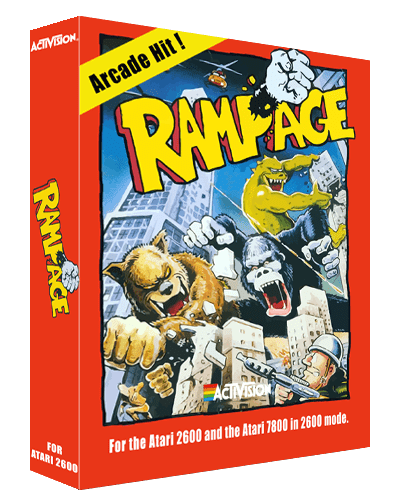 ACTIVISION
RAMPAGE
FOR
ATARI 2600
Arcade Hit !
RAMPAGE
ACTIVISION
For the Atari 2600 and the Atari 7800 in 2600 mode.